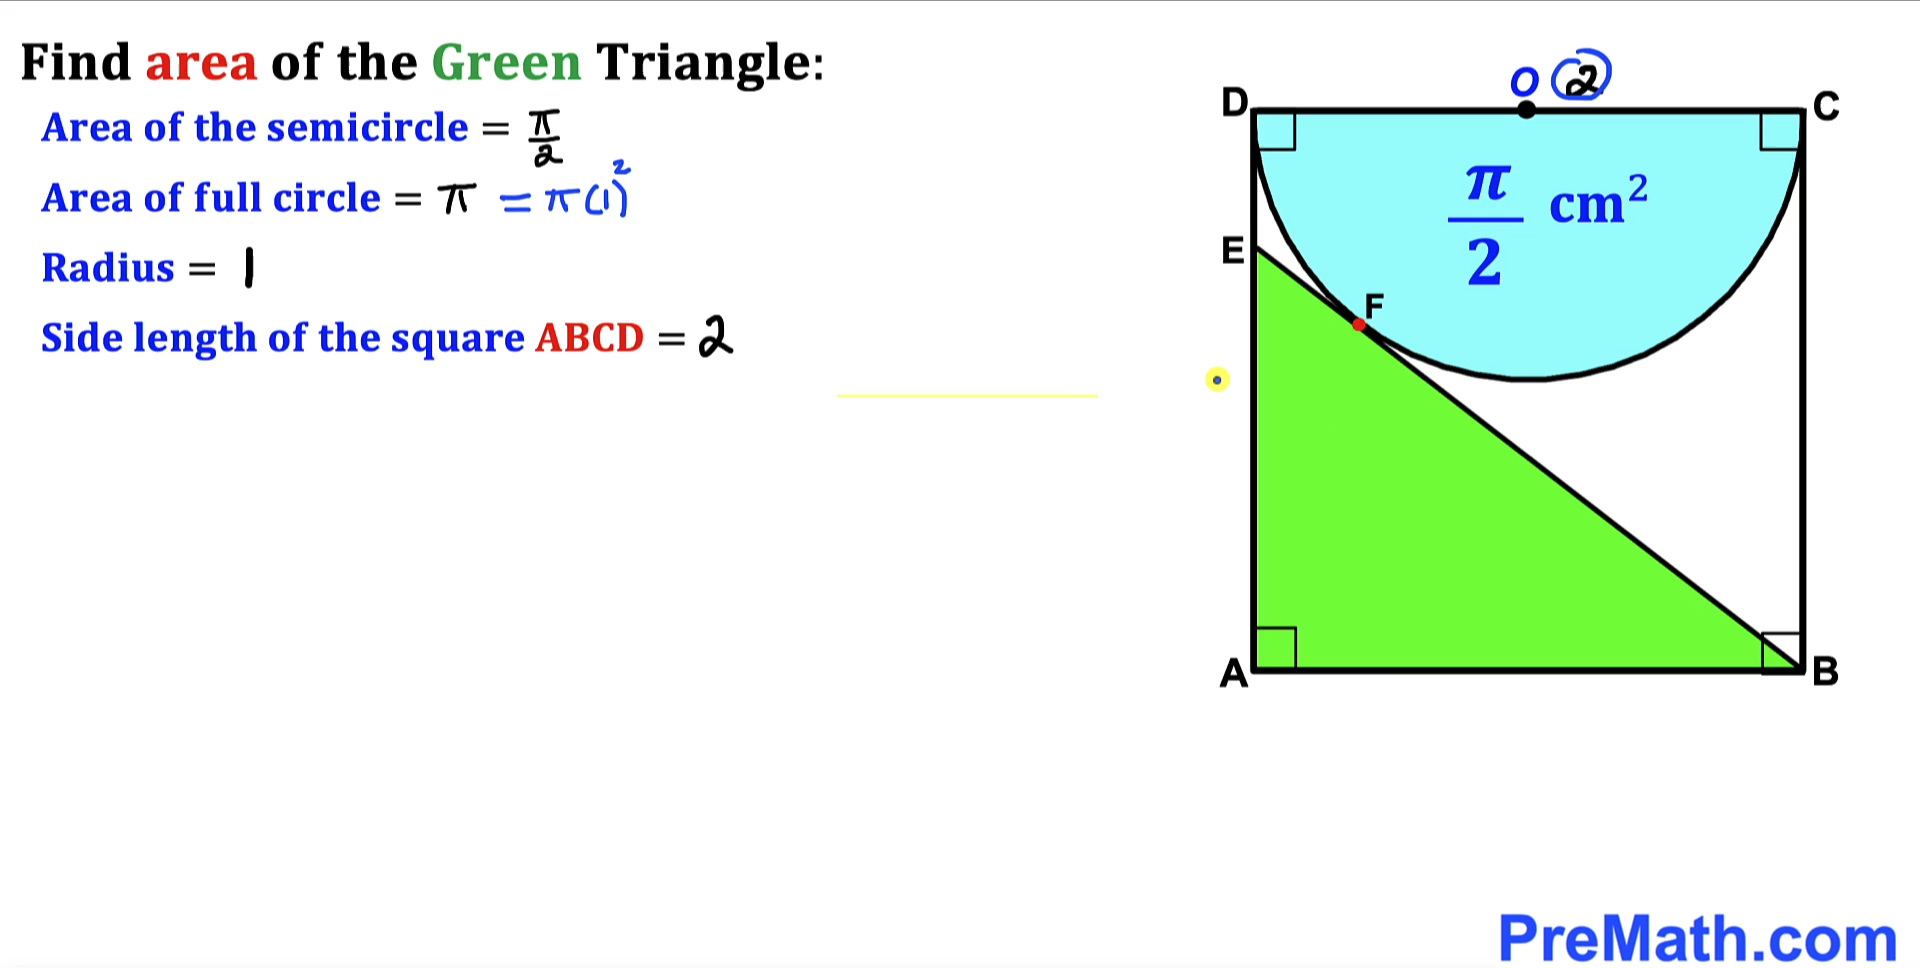 Find area of the Green Triangle:
Area of the semicircle = π/2
Area of full circle = π = π(1)²
Radius = 1
Side length of the square ABCD = 2
O 2
D
C
π/2 cm²
E
F
A
B
PreMath.com